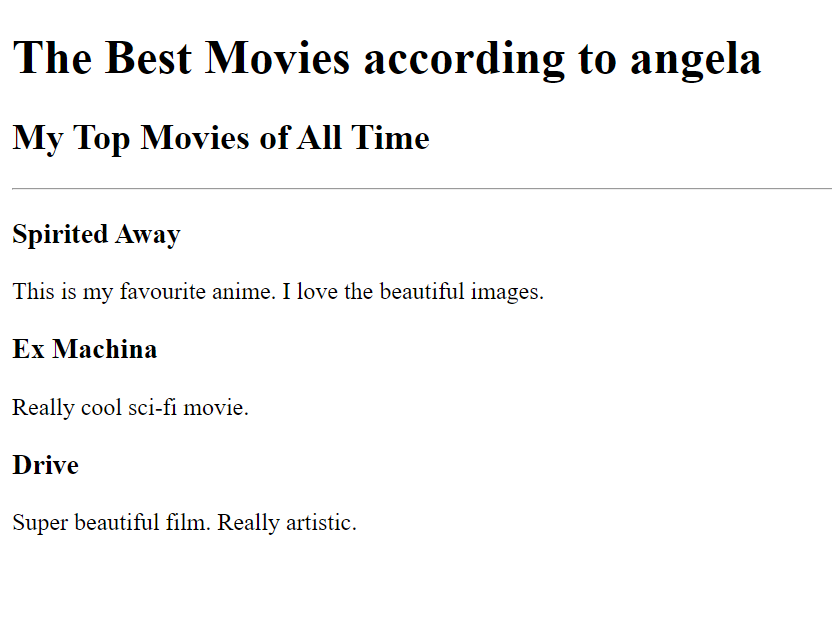 The Best Movies according to angela
My Top Movies of All Time
Spirited Away
This is my favourite anime. I love the beautiful images.
Ex Machina
Really cool sci-fi movie.
Drive
Super beautiful film. Really artistic.